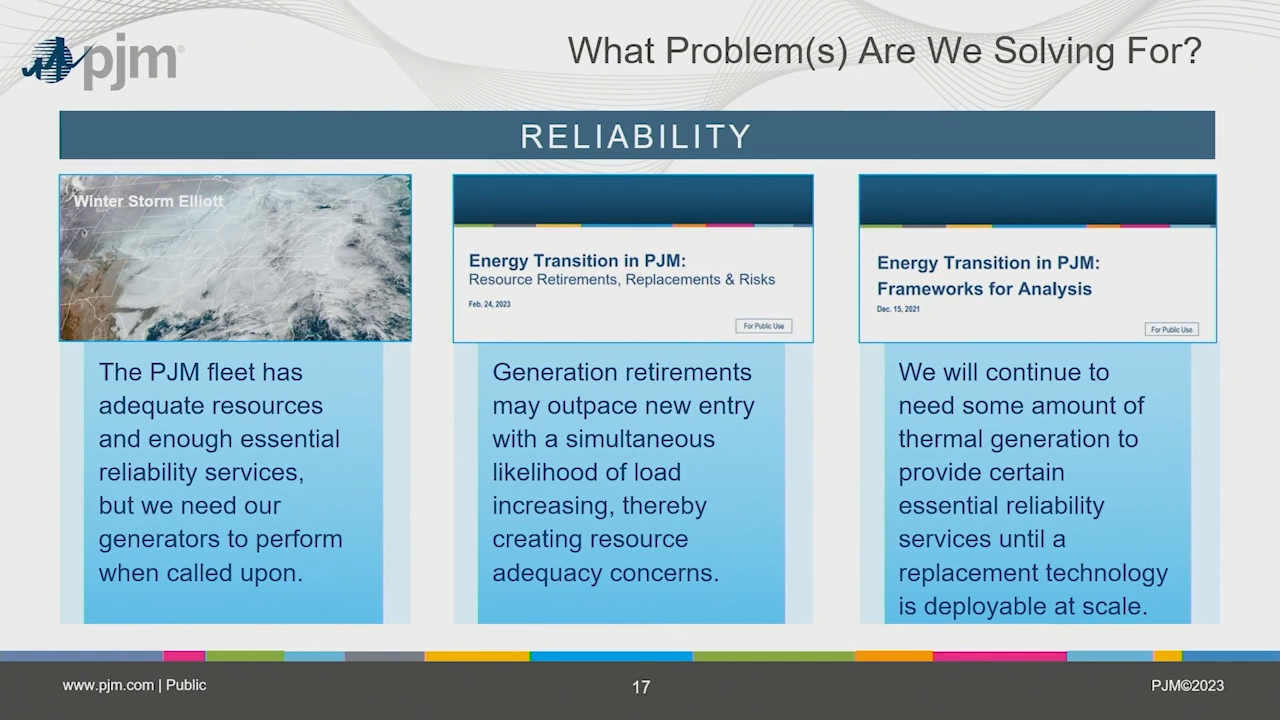 pjm
What Problem(s) Are We Solving For?
RELIABILITY
Winter Storm Elliott
The PJM fleet has
adequate resources
and enough essential
reliability services,
but we need our
generators to perform
when called upon.
Energy Transition in PJM:
Resource Retirements, Replacements & Risks
Feb. 24, 2023
For Public Use
Generation retirements
may outpace new entry
with a simultaneous
likelihood of load
increasing, thereby
creating resource
adequacy concerns.
Energy Transition in PJM:
Frameworks for Analysis
Dec. 15, 2021
For Public Use
We will continue to
need some amount of
thermal generation to
provide certain
essential reliability
services until a
replacement technology
is deployable at scale.
www.pjm.com | Public
17
PJM©2023